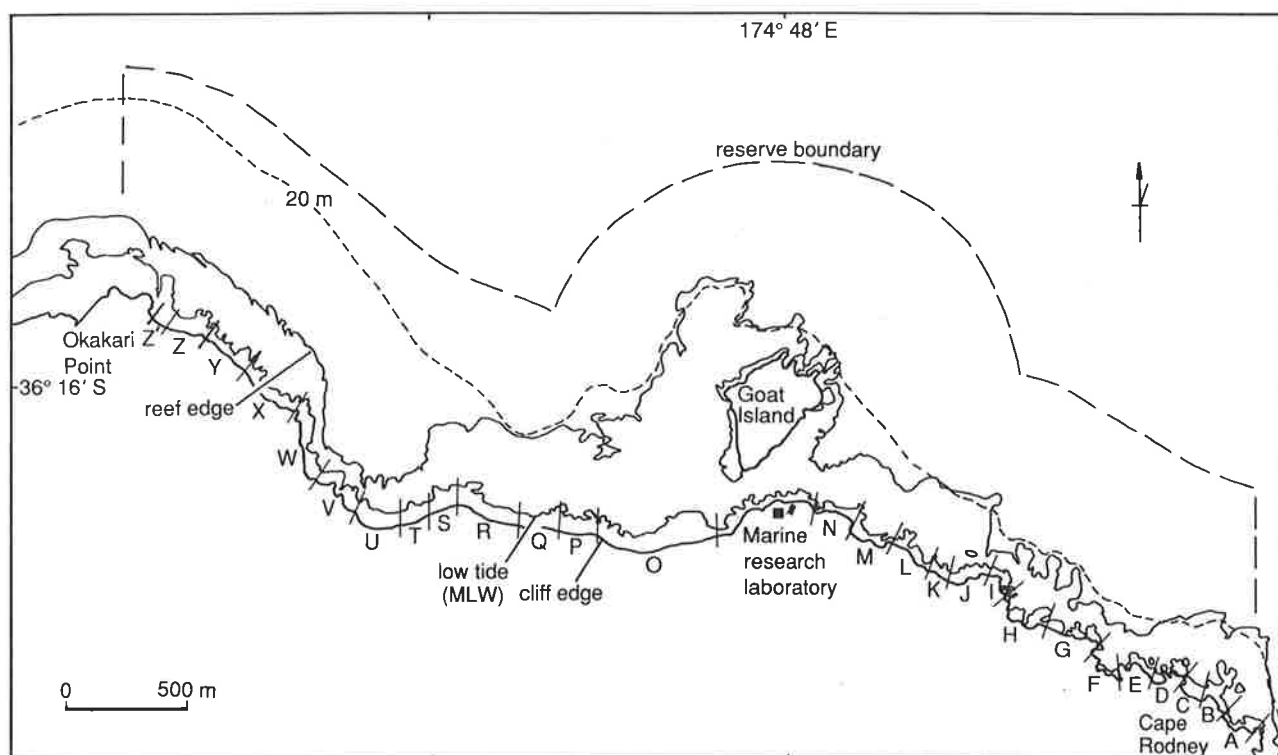 174° 48′ E
reserve boundary
20 m
Okakari
Point
Z′
Z
Y
36° 16′ S
reef edge
X
W
V
U
T
S
R
Q
P
O
low tide
(MLW)
cliff edge
Goat
Island
Marine
research
laboratory
N
M
L
K
J
I
H
G
F
E
D
C
B
A
Cape
Rodney
0
500 m